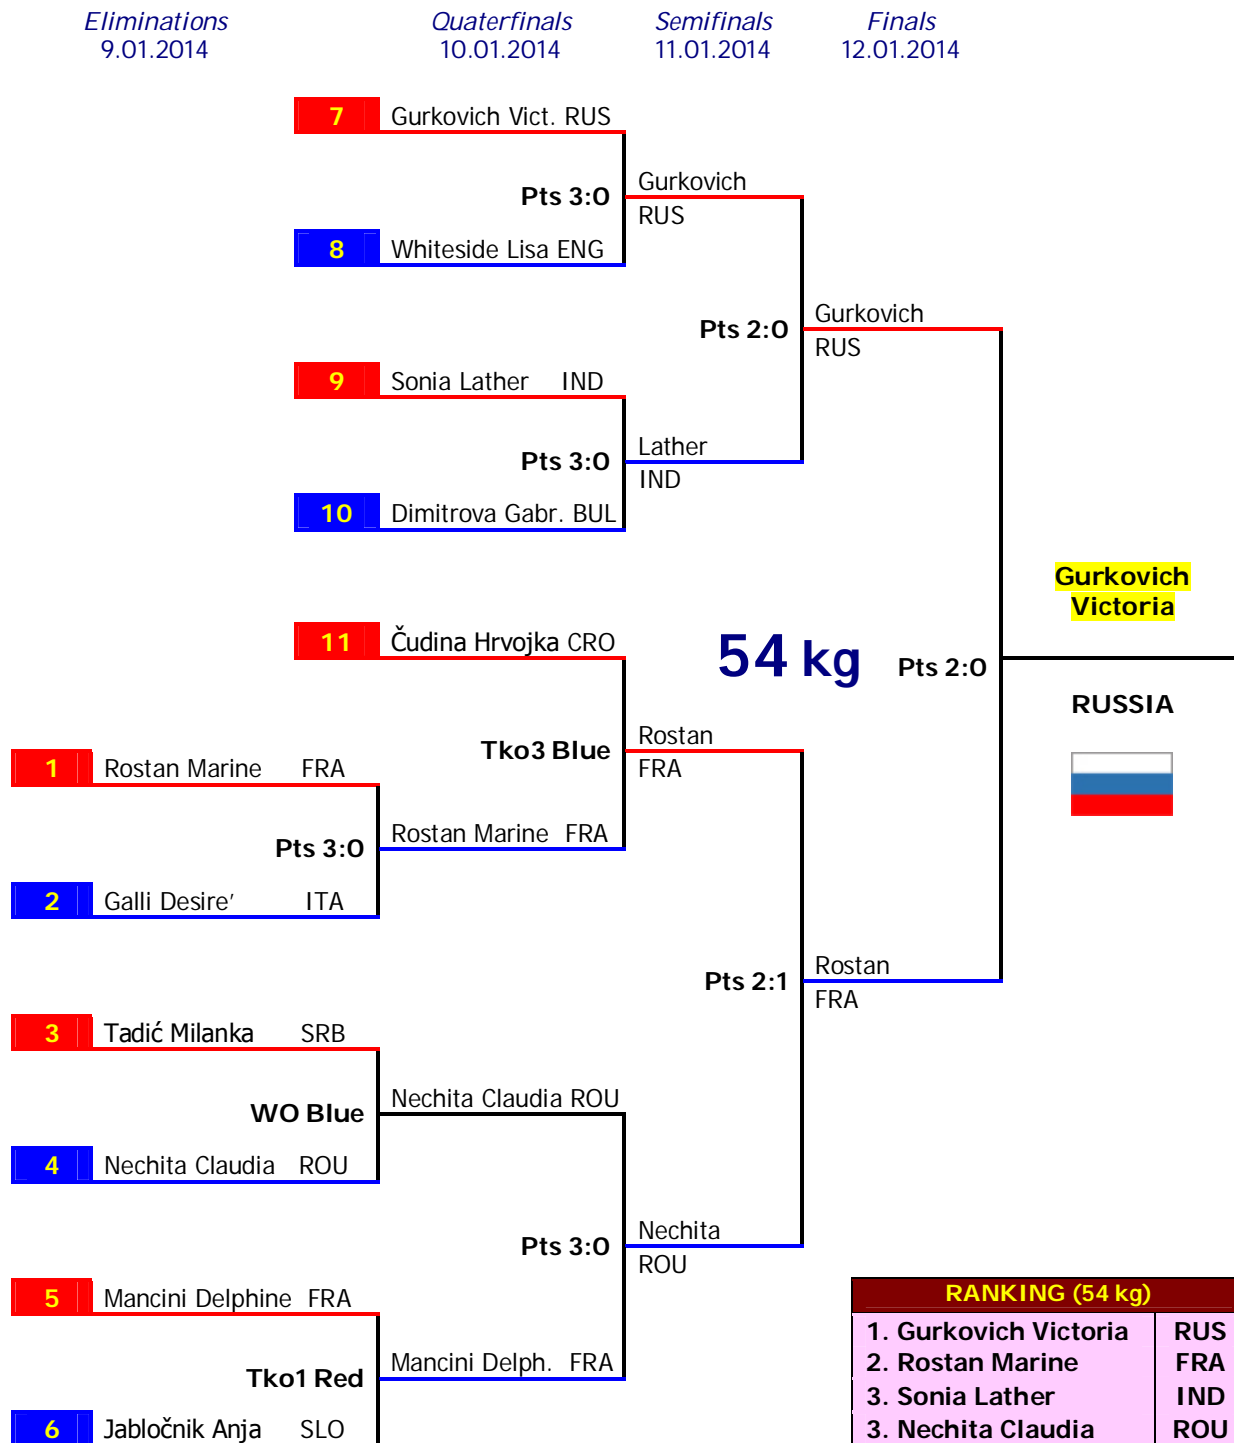 Eliminations Quaterfinals Semifinals Finals
9.01.2014 10.01.2014 11.01.2014 12.01.2014
7 Gurkovich Vict. RUS
Pts 3:0
Gurkovich
RUS
8 Whiteside Lisa ENG
Pts 2:0
Gurkovich
RUS
9 Sonia Lather IND
Pts 3:0
Lather
IND
10 Dimitrova Gabr. BUL
Gurkovich
Victoria
11 Čudina Hrvojka CRO
54 kg
Pts 2:0
RUSSIA
Tko3 Blue
Rostan
FRA
1 Rostan Marine FRA
Pts 3:0
Rostan Marine FRA
2 Galli Desire’ ITA
Pts 2:1
Rostan
FRA
3 Tadić Milanka SRB
WO Blue
Nechita Claudia ROU
4 Nechita Claudia ROU
Pts 3:0
Nechita
ROU
5 Mancini Delphine FRA
Tko1 Red
Mancini Delph. FRA
6 Jabločnik Anja SLO
RANKING (54 kg)
1. Gurkovich Victoria RUS
2. Rostan Marine FRA
3. Sonia Lather IND
3. Nechita Claudia ROU